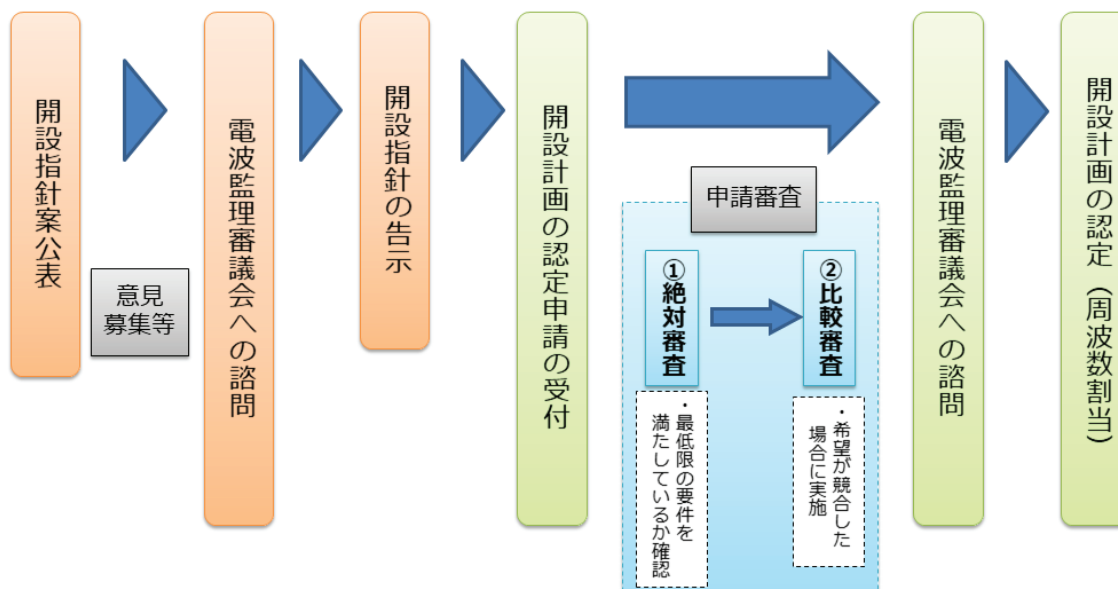 開設指針案公表
意見
募集等
電波監理審議会への諮問
開設指針の告示
開設計画の認定申請の受付
申請審査
①絶対審査
・最低限の要件を
満たしているか確認
②比較審査
・希望が競合した
場合に実施
電波監理審議会への諮問
開設計画の認定（周波数割当）